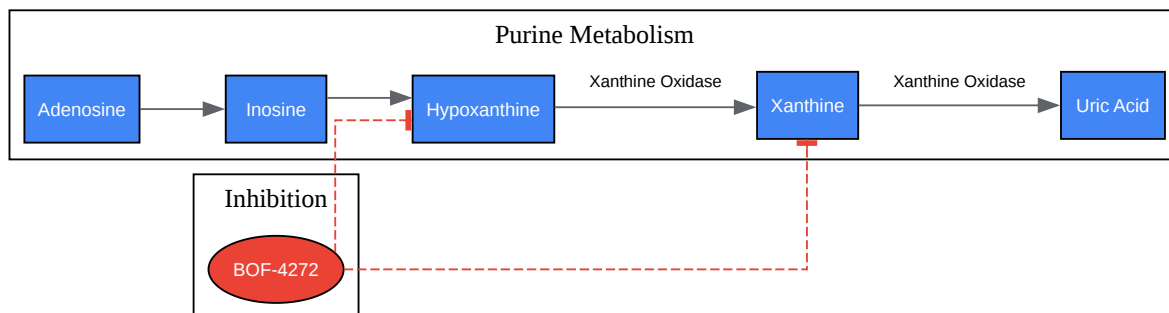 Purine Metabolism
Adenosine
Inosine
Hypoxanthine
Xanthine Oxidase
Xanthine
Xanthine Oxidase
Uric Acid
Inhibition
BOF-4272